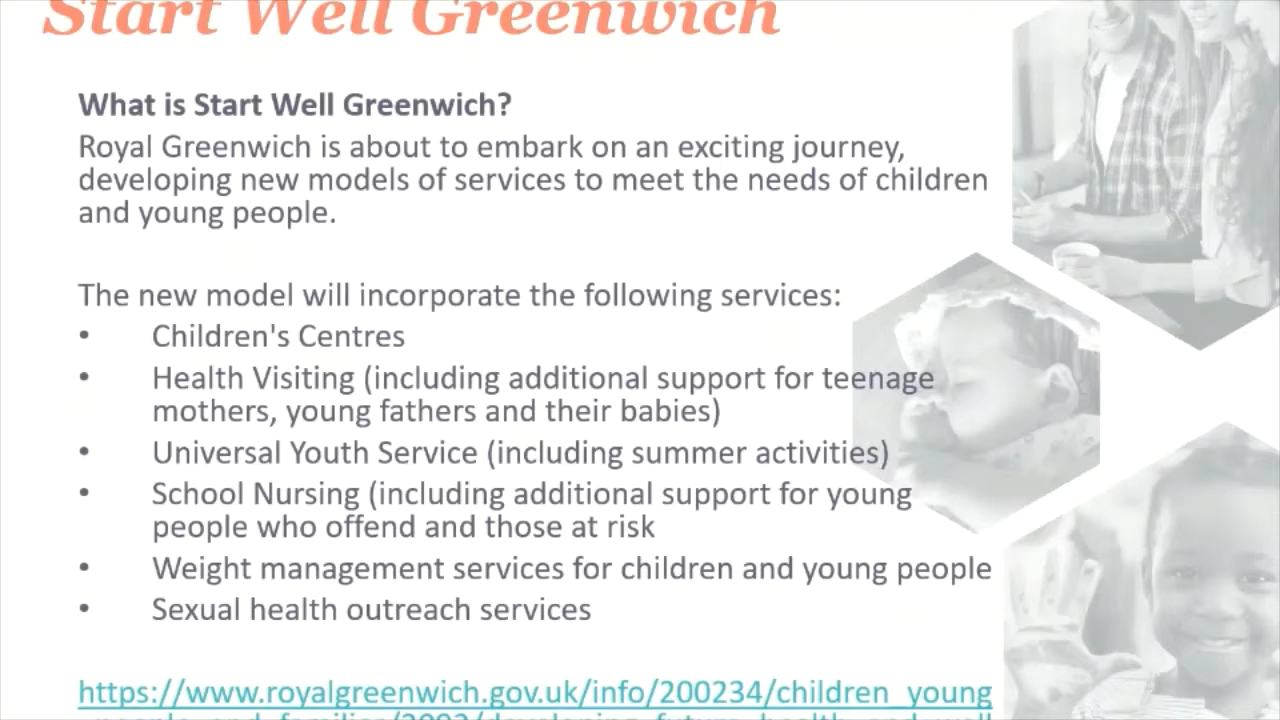 Start Well Greenwich
What is Start Well Greenwich?
Royal Greenwich is about to embark on an exciting journey,
developing new models of services to meet the needs of children
and young people.
The new model will incorporate the following services:
• Children's Centres
• Health Visiting (including additional support for teenage
mothers, young fathers and their babies)
• Universal Youth Service (including summer activities)
• School Nursing (including additional support for young
people who offend and those at risk
• Weight management services for children and young people
• Sexual health outreach services
https://www.royalgreenwich.gov.uk/info/200234/children_young